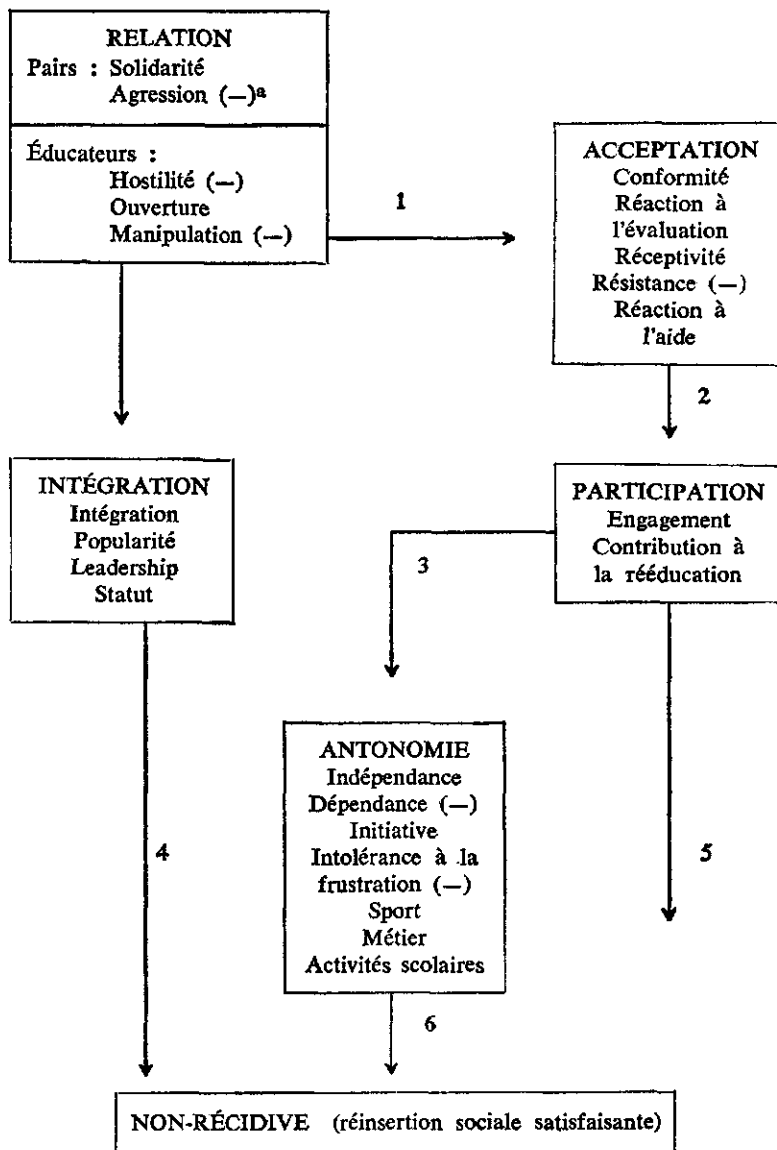 RELATION
Pairs : Solidarité
Agression (—)a
Éducateurs :
Hostilité (—)
Ouverture
Manipulation (—)
1
ACCEPTATION
Conformité
Réaction à
l'évaluation
Réceptivité
Résistance (—)
Réaction à
l'aide
2
INTÉGRATION
Intégration
Popularité
Leadership
Statut
PARTICIPATION
Engagement
Contribution à
la rééducation
3
ANTONOMIE
Indépendance
Dépendance (—)
Initiative
Intolérance à la
frustration (—)
Sport
Métier
Activités scolaires
4
5
6
NON-RÉCIDIVE (réinsertion sociale satisfaisante)